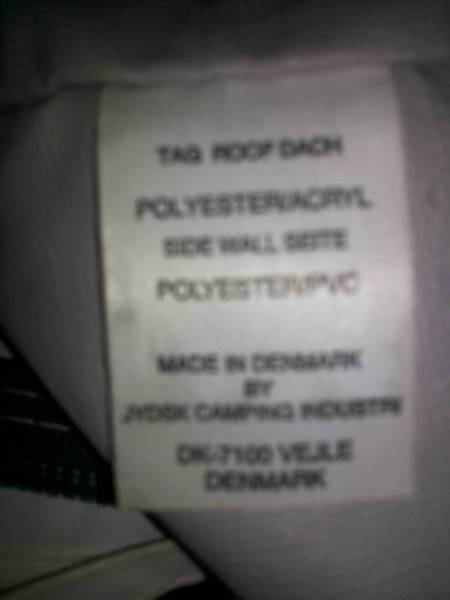 TAG ROOF DACH
POLYESTER/ACRYL
SIDE WALL SEITE
POLYESTER/PVC
MADE IN DENMARK
BY
JYDSK CAMPING INDUSTRI
DK-7100 VEJLE
DENMARK